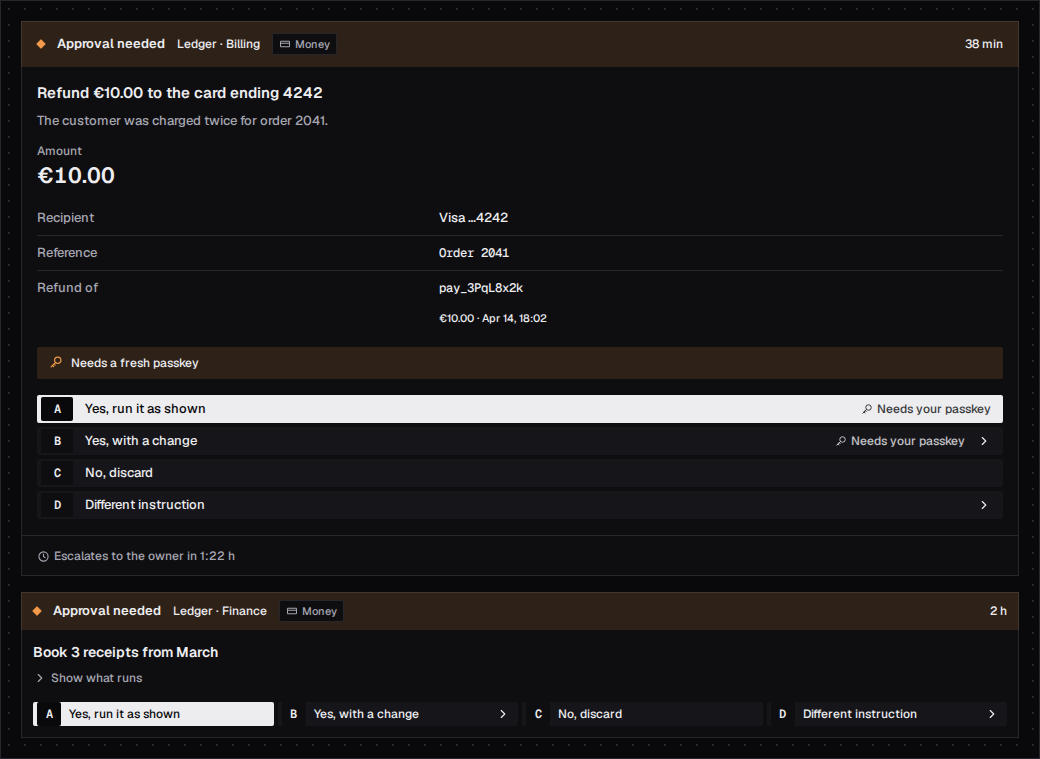 Approval needed Ledger · Billing Money 38 min
Refund €10.00 to the card ending 4242
The customer was charged twice for order 2041.
Amount
€10.00
Recipient Visa …4242
Reference Order 2041
Refund of pay_3PqL8x2k
€10.00 · Apr 14, 18:02
Needs a fresh passkey
A Yes, run it as shown Needs your passkey
B Yes, with a change Needs your passkey
C No, discard
D Different instruction
Escalates to the owner in 1:22 h
Approval needed Ledger · Finance Money 2 h
Book 3 receipts from March
Show what runs
A Yes, run it as shown B Yes, with a change C No, discard D Different instruction